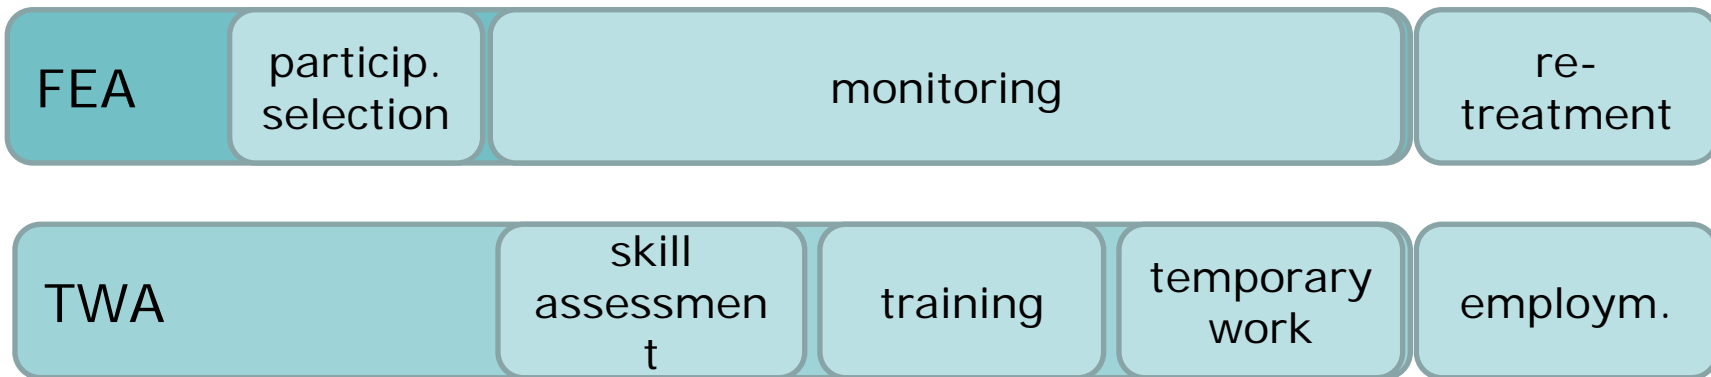 FEA
particip.
selection
monitoring
re-
treatment
TWA
skill
assessmen
t
training
temporary
work
employm.